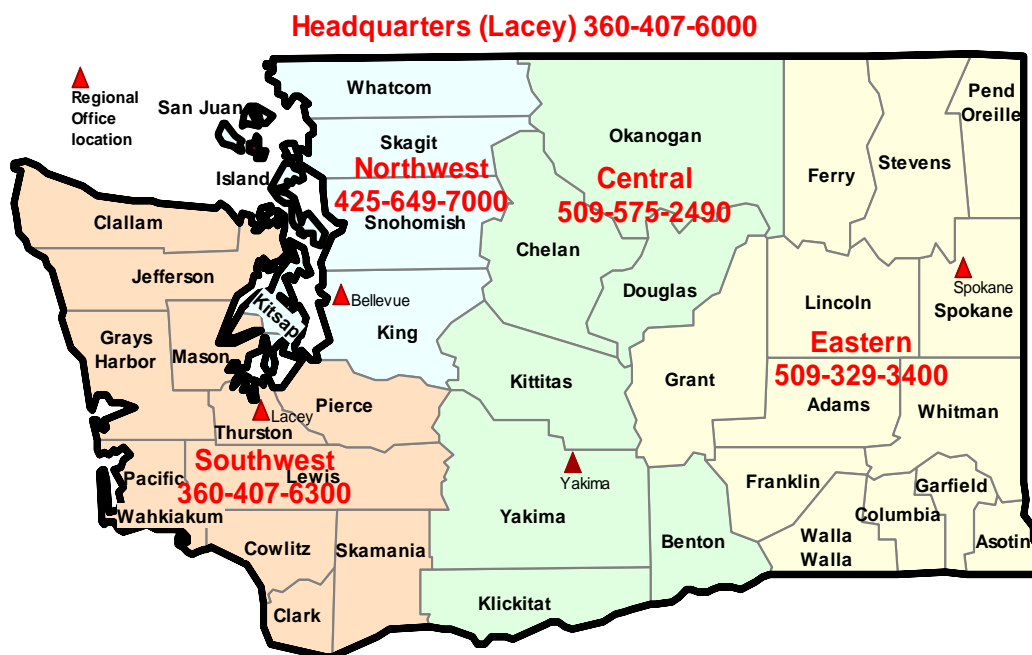 Headquarters (Lacey) 360-407-6000
Regional
Office
location
San Juan
Whatcom
Okanogan
Pend
Oreille
Skagit
Northwest
425-649-7000
Central
509-575-2490
Island
Ferry
Stevens
Clallam
Snohomish
Chelan
Jefferson
Douglas
Kitsap
Bellevue
King
Lincoln
Spokane
Spokane
Grays
Harbor
Mason
Kittitas
Grant
Eastern
509-329-3400
Adams
Whitman
Pierce
Lacey
Thurston
Southwest
360-407-6300
Lewis
Pacific
Wahkiakum
Yakima
Yakima
Franklin
Garfield
Columbia
Cowlitz
Skamania
Benton
Walla
Walla
Asotin
Clark
Klickitat